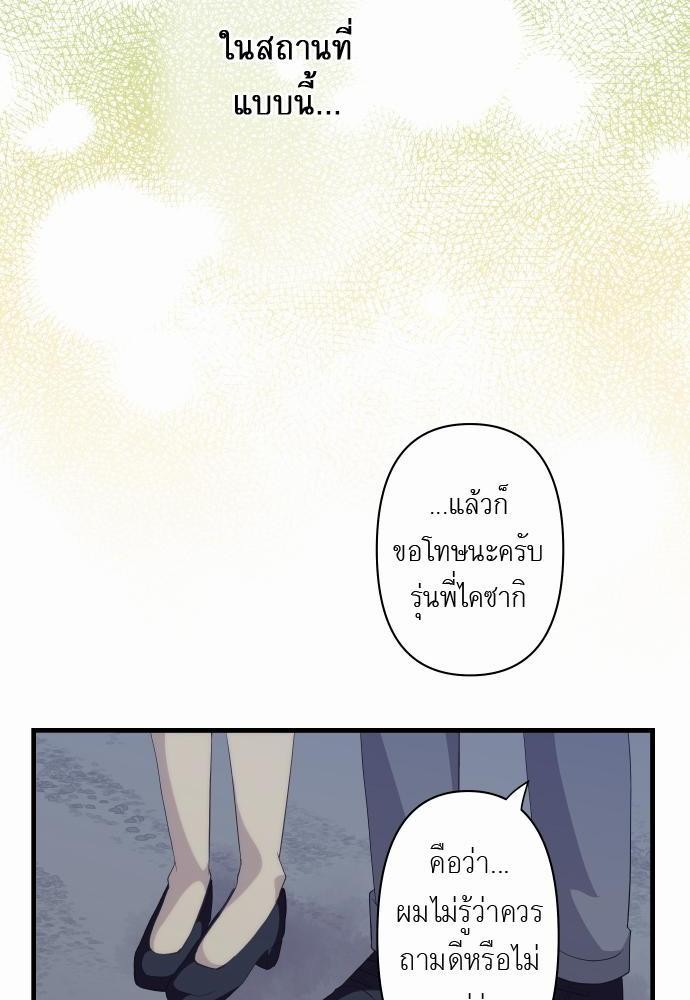 ในสถานที่
แบบนี้...
...แล้วก็
ขอโทษนะครับ
รุ่นพี่ไคซากิ
คือว่า...
ผมไม่รู้ว่าควร
ถามดีหรือไม่